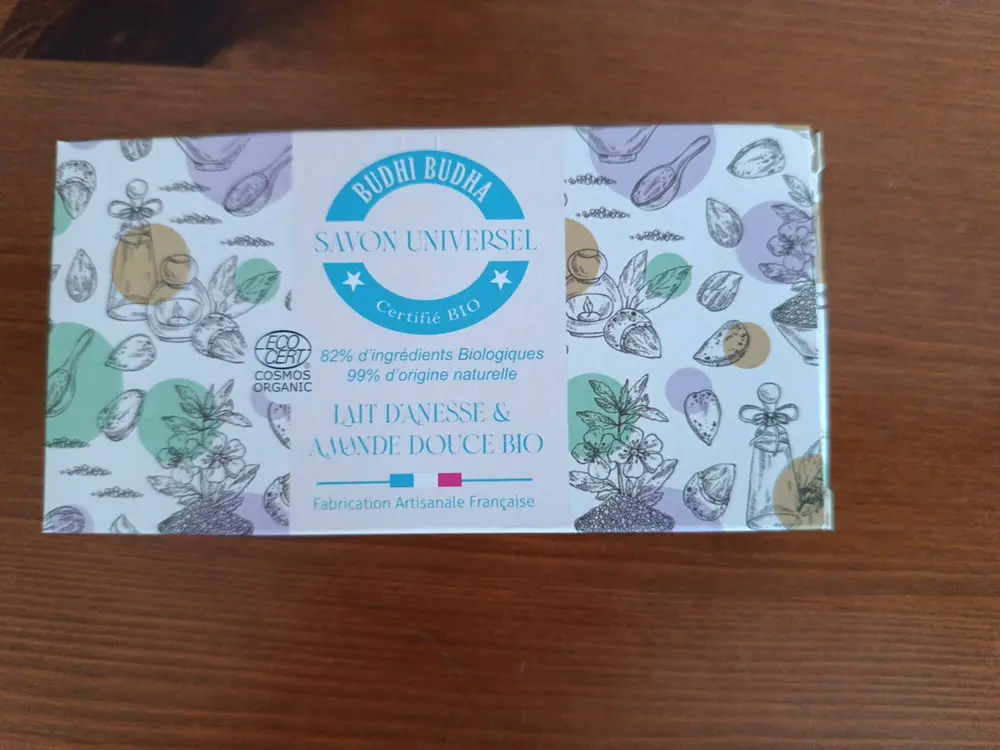 BUDHI BUDHA
SAVON UNIVERSEL
Certifié BIO
ECO
CERT
®
COSMOS
ORGANIC
82% d'ingrédients Biologiques
99% d'origine naturelle
LAIT D'ANESSE &
AMANDE DOUCE BIO
Fabrication Artisanale Française